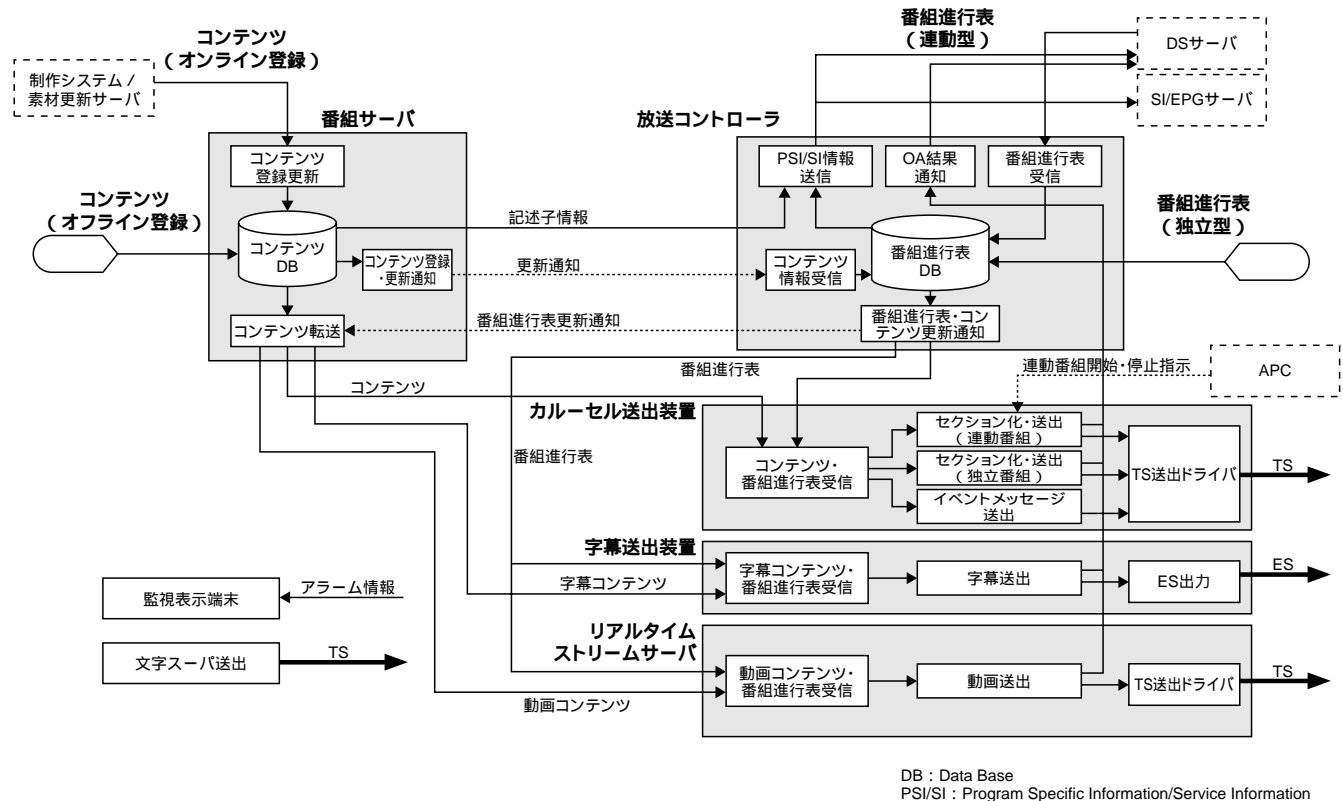 コンテンツ
(オンライン登録)
制作システム/
素材更新サーバ
番組サーバ
コンテンツ
登録更新
コンテンツ
(オフライン登録)
コンテンツ
DB
コンテンツ登録
・更新通知
コンテンツ転送
記述子情報
更新通知
番組進行表更新通知
番組進行表
(連動型)
DSサーバ
SI/EPGサーバ
放送コントローラ
PSI/SI情報
送信
OA結果
通知
番組進行表
受信
コンテンツ
情報受信
番組進行表
DB
番組進行表・コン
テンツ更新通知
番組進行表
(独立型)
番組進行表
コンテンツ
連動番組開始・停止指示
APC
カルーセル送出装置
番組進行表
コンテンツ・
番組進行表受信
セクション化・送出
(連動番組)
セクション化・送出
(独立番組)
イベントメッセージ
送出
TS送出ドライバ
TS
字幕送出装置
字幕コンテンツ
字幕コンテンツ・
番組進行表受信
字幕送出
ES出力
ES
監視表示端末
アラーム情報
文字スーパ送出
TS
リアルタイム
ストリームサーバ
動画コンテンツ
動画コンテンツ・
番組進行表受信
動画送出
TS送出ドライバ
TS
DB:Data Base
PSI/SI:Program Specific Information/Service Information